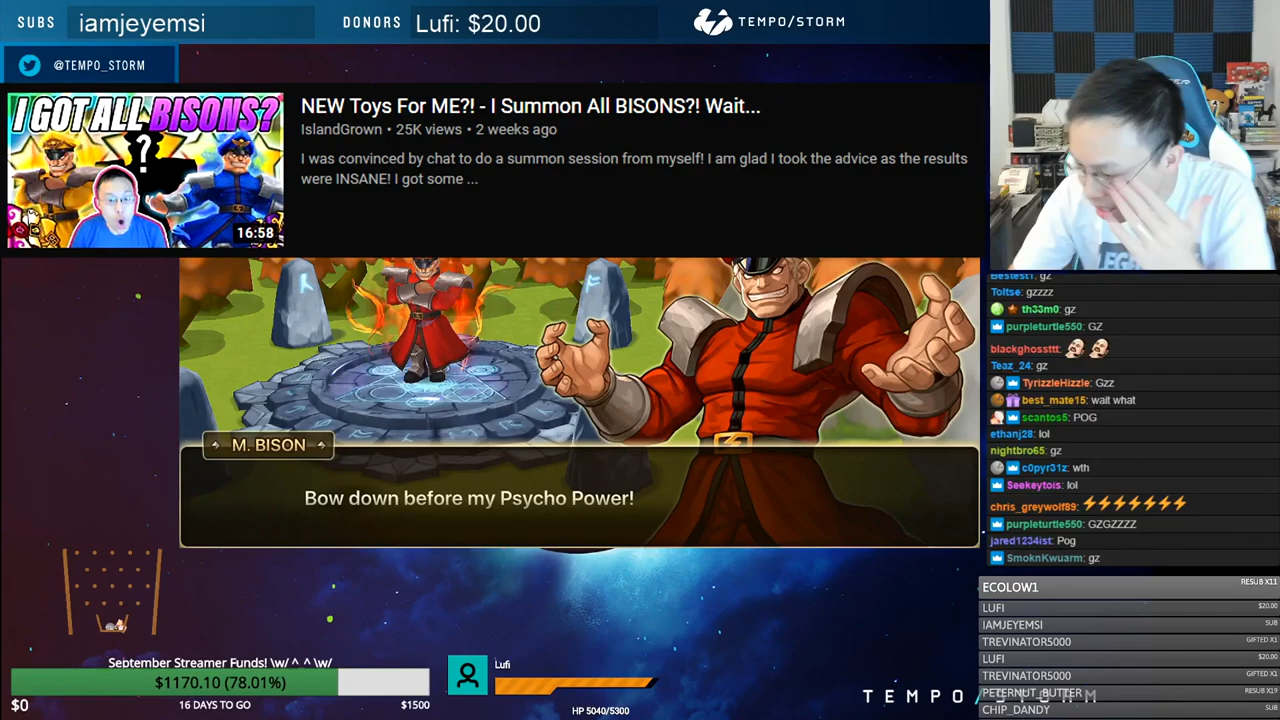 SUBS iamjeyemsi
DONORS Lufi: $20.00
TEMPO/STORM
@TEMPO_STORM
I GOT ALL BISONS?
?
16:58
NEW Toys For ME?! - I Summon All BISONS?! Wait...
IslandGrown • 25K views • 2 weeks ago
I was convinced by chat to do a summon session from myself! I am glad I took the advice as the results
were INSANE! I got some ...
M. BISON
Bow down before my Psycho Power!
Bestest1: gz
Toltse: gzzzz
th33m0: gz
purpleturtle550: GZ
blackghossttt:
Teaz_24: gz
TyrizzleHizzle: Gzz
best_mate15: wait what
scantos5: POG
ethanj28: lol
nightbro65: gz
c0pyr31z: wth
Seekeytois: lol
chris_greywolf89:
purpleturtle550: GZGZZZZ
jared1234ist: Pog
SmoknKwuarm: gz
ECOLOW1 RESUB X11
LUFI $20.00
IAMJEYEMSI SUB
TREVINATOR5000 GIFTED X1
LUFI $20.00
TREVINATOR5000 GIFTED X1
PETERNUT_BUTTER RESUB X19
CHIP_DANDY SUB
September Streamer Funds! \w/ ^ ^ \w/
$1170.10 (78.01%)
$0 16 DAYS TO GO $1500
Lufi
HP 5040/5300
TEMPO/STORM